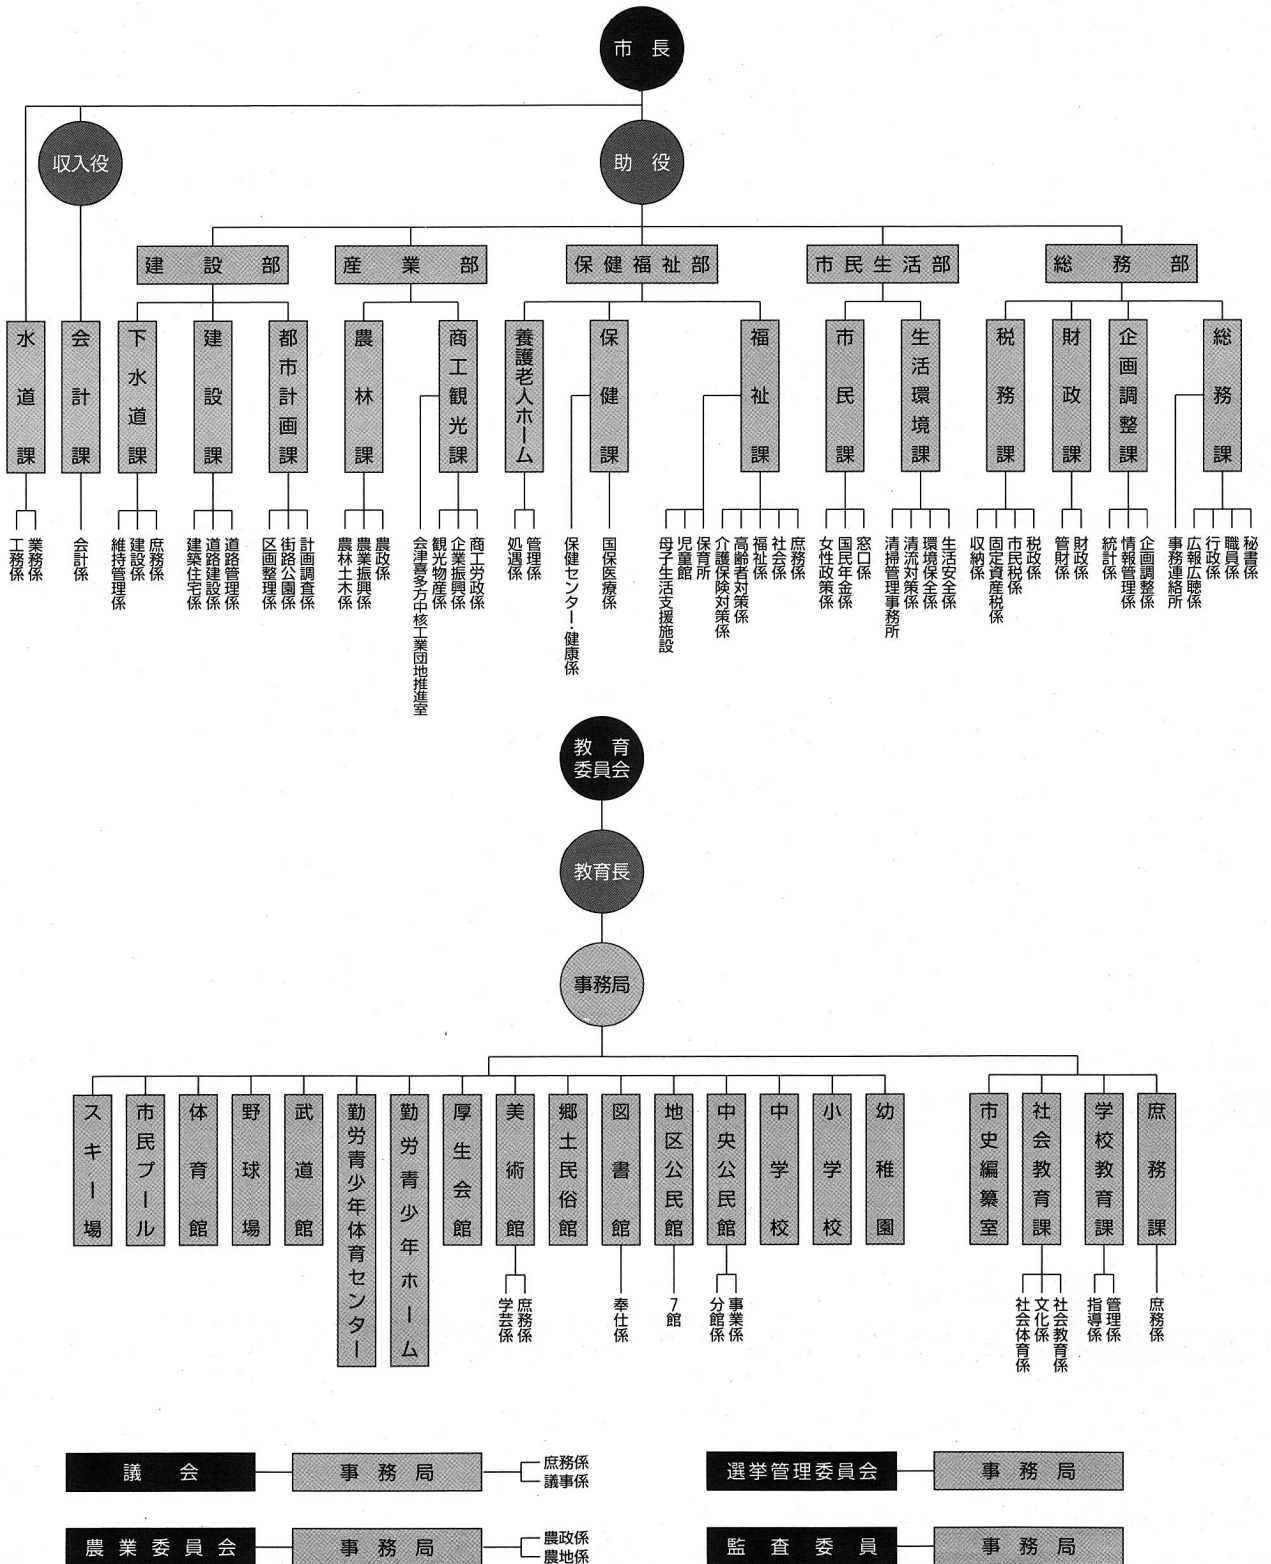 市長
収入役
助役
建設部
産業部
保健福祉部
市民生活部
総務部
水道課
会計課
下水道課
建設課
都市計画課
農林課
商工観光課
養護老人ホーム
保健課
福祉課
市民課
生活環境課
税務課
財政課
企画調整課
総務課
工務係
業務係
会計係
維持管理係
建設係
庶務係
建築住宅係
道路建設係
道路管理係
区画整理係
街路公園係
計画調査係
農林土木係
農業振興係
農政係
会津喜多方中核工業団地推進室
観光物産係
企業振興係
商工労政係
処遇係
管理係
保健センター・健康係
国保医療係
母子生活支援施設
児童館
保育所
介護保険対策係
高齢者対策係
福祉係
社会係
庶務係
女性政策係
国民年金係
窓口係
清掃管理事務所
清流対策係
環境保全係
生活安全係
収納係
固定資産税係
市民税係
税政係
管財係
財政係
統計係
情報管理係
企画調整係
事務連絡所
広報広聴係
行政係
職員係
秘書係
教育
委員会
教育長
事務局
スキー場
市民プール
体育館
野球場
武道館
勤労青少年体育センター
勤労青少年ホーム
厚生会館
美術館
郷土民俗館
図書館
地区公民館
中央公民館
中学校
小学校
幼稚園
市史編纂室
社会教育課
学校教育課
庶務課
学芸係
庶務係
奉仕係
7館
分館係
事業係
社会体育係
文化係
社会教育係
指導係
管理係
庶務係
議会
事務局
庶務係
議事係
選挙管理委員会
事務局
農業委員会
事務局
農政係
農地係
監査委員
事務局